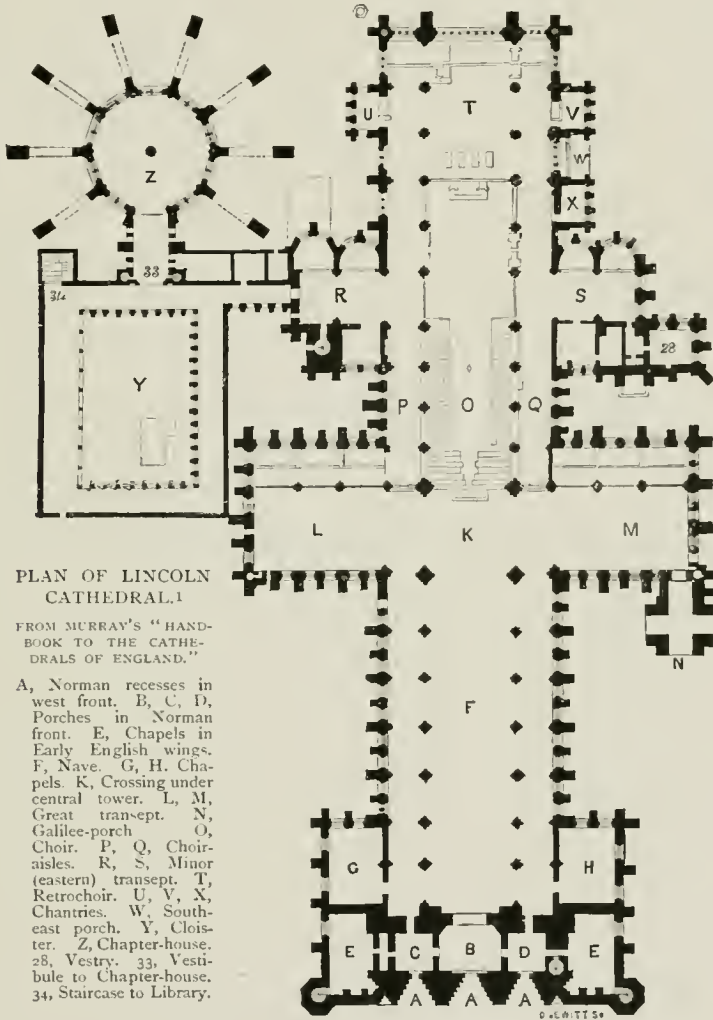 Z
T
U
V
W
X
33
34
R
S
28
Y
P
O
Q
L
K
M
N
PLAN OF LINCOLN
CATHEDRAL.1
FROM MURRAY'S "HAND-
BOOK TO THE CATHE-
DRALS OF ENGLAND."
A, Norman recesses in
west front. B, C, D,
Porches in Norman
front. E, Chapels in
Early English wings.
F, Nave. G, H. Cha-
pels. K, Crossing under
central tower. L, M,
Great transept. N,
Galilee-porch O,
Choir. P, Q, Choir-
aisles. R, S, Minor
(eastern) transept. T,
Retrochoir. U, V, X,
Chantries. W, South-
east porch. Y, Clois-
ter. Z, Chapter-house.
28, Vestry. 33, Vesti-
bule to Chapter-house.
34, Staircase to Library.
F
G
H
E
C
B
D
E
A
A
A